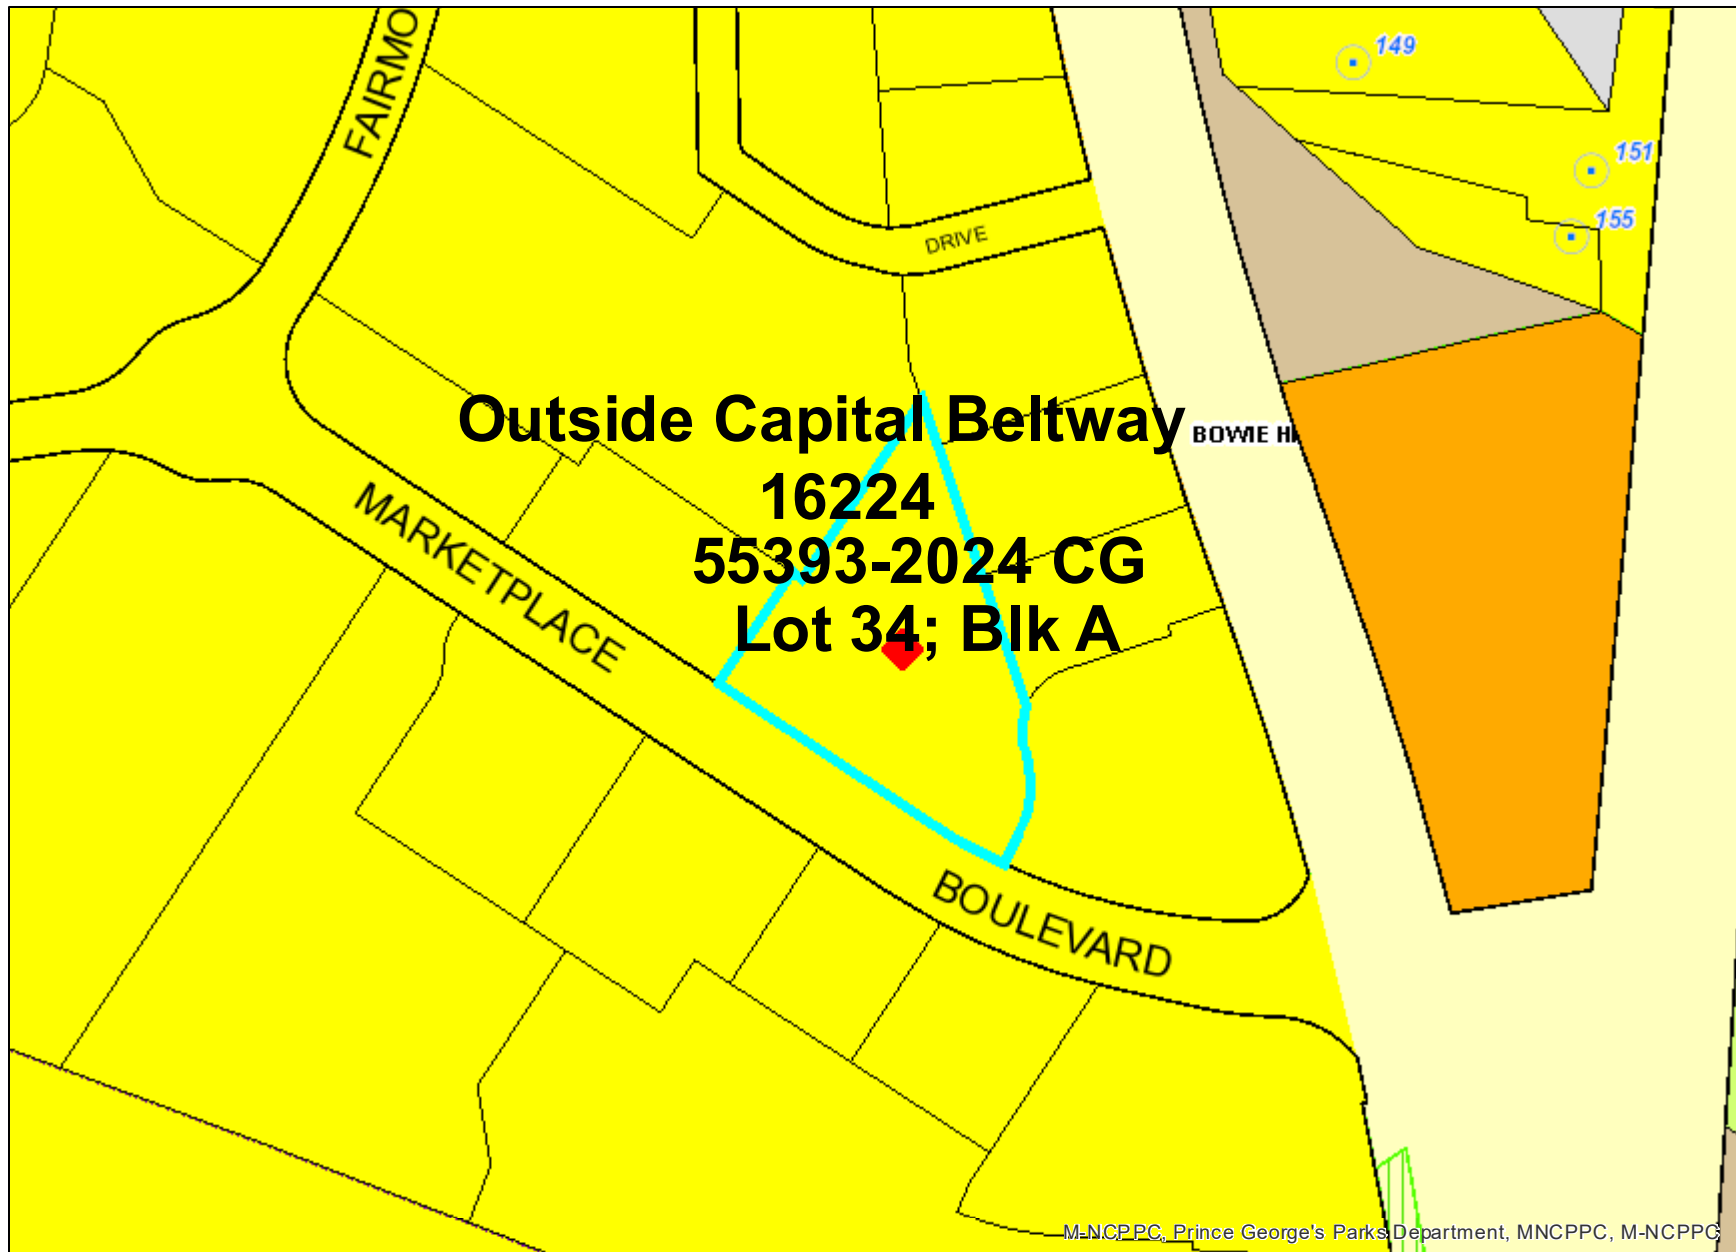 149
FAIRMO
151
155
DRIVE
Outside Capital Beltway
BOWIE H
16224
MARKETPLACE
55393-2024 CG
Lot 34; Blk A
BOULEVARD
M-NCPPC, Prince George's Parks Department, MNCPPC, M-NCPPC